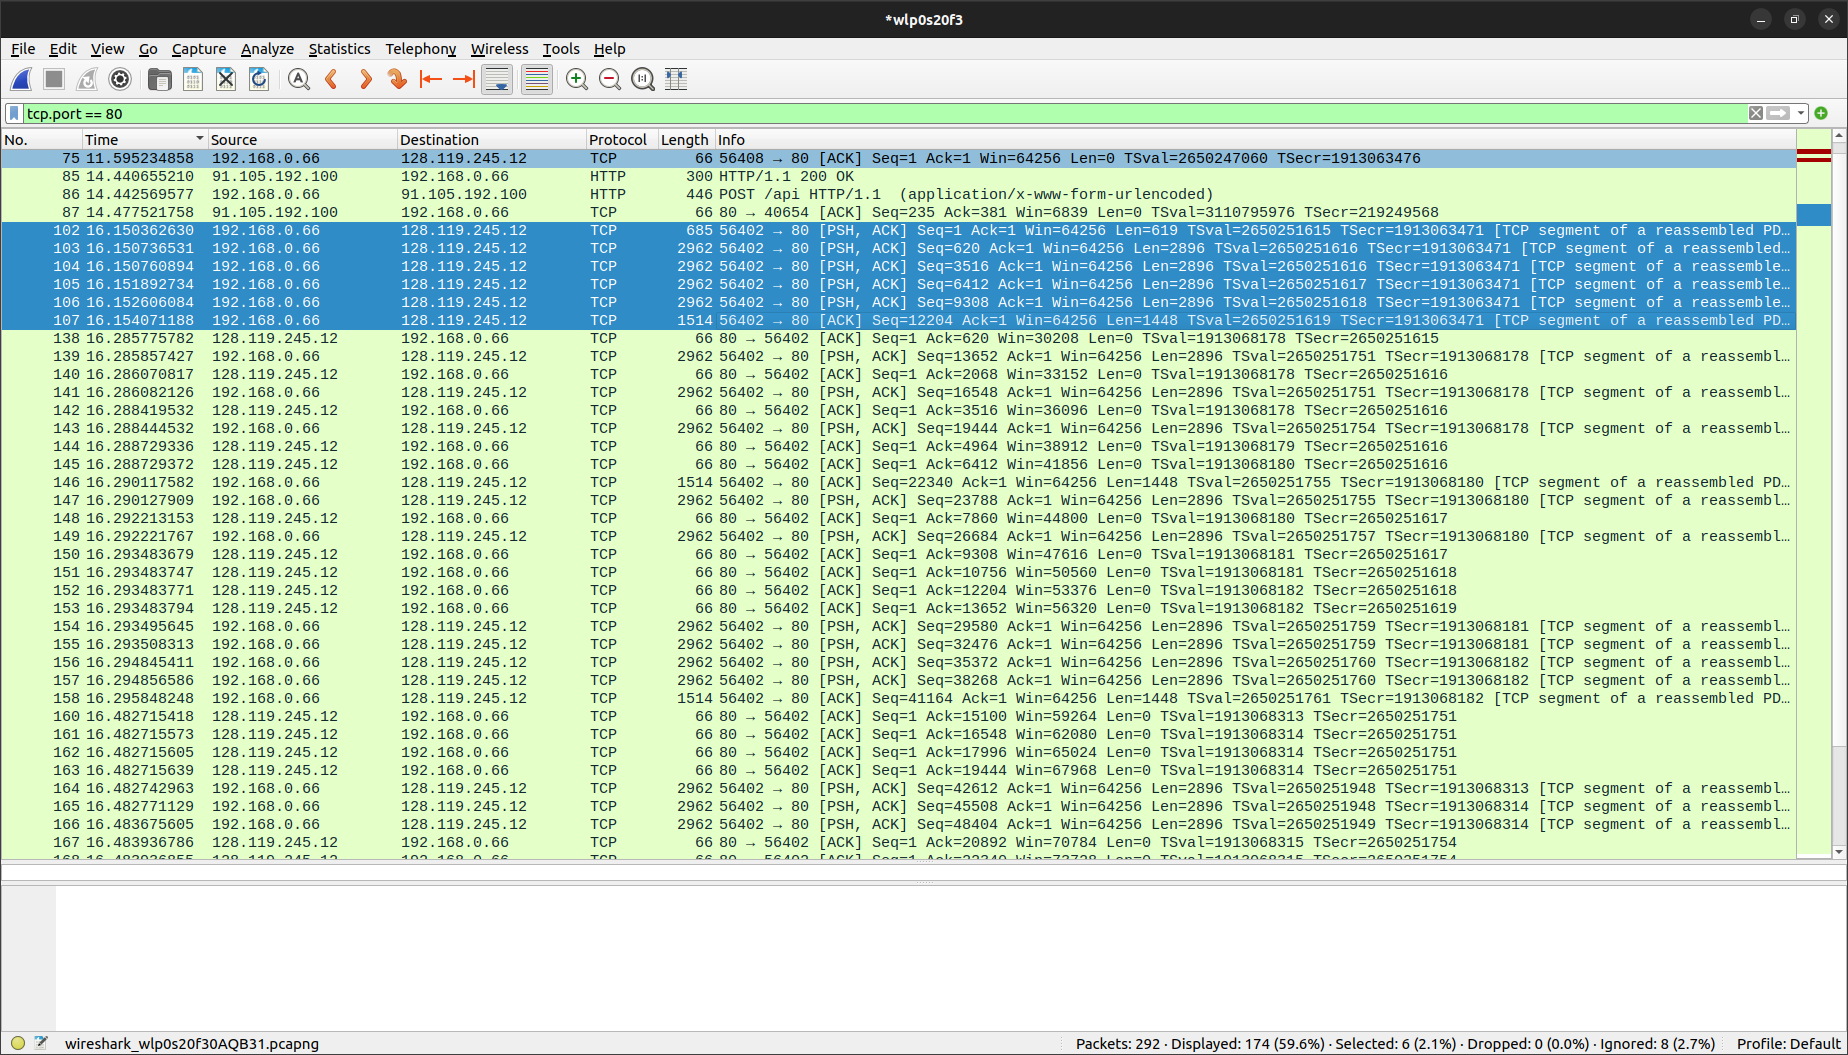 *wlp0s20f3
File Edit View Go Capture Analyze Statistics Telephony Wireless Tools Help
tcp.port == 80
No. Time Source Destination Protocol Length Info
75 11.595234858 192.168.0.66 128.119.245.12 TCP 66 56408 → 80 [ACK] Seq=1 Ack=1 Win=64256 Len=0 TSval=2650247060 TSecr=1913063476
85 14.440655210 91.105.192.100 192.168.0.66 HTTP 300 HTTP/1.1 200 OK
86 14.442569577 192.168.0.66 91.105.192.100 HTTP 446 POST /api HTTP/1.1 (application/x-www-form-urlencoded)
87 14.477521758 91.105.192.100 192.168.0.66 TCP 66 80 → 40654 [ACK] Seq=235 Ack=381 Win=6839 Len=0 TSval=3110795976 TSecr=219249568
102 16.150362630 192.168.0.66 128.119.245.12 TCP 685 56402 → 80 [PSH, ACK] Seq=1 Ack=1 Win=64256 Len=619 TSval=2650251615 TSecr=1913063471 [TCP segment of a reassembled PD…
103 16.150736531 192.168.0.66 128.119.245.12 TCP 2962 56402 → 80 [PSH, ACK] Seq=620 Ack=1 Win=64256 Len=2896 TSval=2650251616 TSecr=1913063471 [TCP segment of a reassembled…
104 16.150760894 192.168.0.66 128.119.245.12 TCP 2962 56402 → 80 [PSH, ACK] Seq=3516 Ack=1 Win=64256 Len=2896 TSval=2650251616 TSecr=1913063471 [TCP segment of a reassemble…
105 16.151892734 192.168.0.66 128.119.245.12 TCP 2962 56402 → 80 [PSH, ACK] Seq=6412 Ack=1 Win=64256 Len=2896 TSval=2650251617 TSecr=1913063471 [TCP segment of a reassemble…
106 16.152606084 192.168.0.66 128.119.245.12 TCP 2962 56402 → 80 [PSH, ACK] Seq=9308 Ack=1 Win=64256 Len=2896 TSval=2650251618 TSecr=1913063471 [TCP segment of a reassemble…
107 16.154071188 192.168.0.66 128.119.245.12 TCP 1514 56402 → 80 [ACK] Seq=12204 Ack=1 Win=64256 Len=1448 TSval=2650251619 TSecr=1913063471 [TCP segment of a reassembled PD…
138 16.285775782 128.119.245.12 192.168.0.66 TCP 66 80 → 56402 [ACK] Seq=1 Ack=620 Win=30208 Len=0 TSval=1913068178 TSecr=2650251615
139 16.285857427 192.168.0.66 128.119.245.12 TCP 2962 56402 → 80 [PSH, ACK] Seq=13652 Ack=1 Win=64256 Len=2896 TSval=2650251751 TSecr=1913068178 [TCP segment of a reassembl…
140 16.286070817 128.119.245.12 192.168.0.66 TCP 66 80 → 56402 [ACK] Seq=1 Ack=2068 Win=33152 Len=0 TSval=1913068178 TSecr=2650251616
141 16.286082126 192.168.0.66 128.119.245.12 TCP 2962 56402 → 80 [PSH, ACK] Seq=16548 Ack=1 Win=64256 Len=2896 TSval=2650251751 TSecr=1913068178 [TCP segment of a reassembl…
142 16.288419532 128.119.245.12 192.168.0.66 TCP 66 80 → 56402 [ACK] Seq=1 Ack=3516 Win=36096 Len=0 TSval=1913068178 TSecr=2650251616
143 16.288444532 192.168.0.66 128.119.245.12 TCP 2962 56402 → 80 [PSH, ACK] Seq=19444 Ack=1 Win=64256 Len=2896 TSval=2650251754 TSecr=1913068178 [TCP segment of a reassembl…
144 16.288729336 128.119.245.12 192.168.0.66 TCP 66 80 → 56402 [ACK] Seq=1 Ack=4964 Win=38912 Len=0 TSval=1913068179 TSecr=2650251616
145 16.288729372 128.119.245.12 192.168.0.66 TCP 66 80 → 56402 [ACK] Seq=1 Ack=6412 Win=41856 Len=0 TSval=1913068180 TSecr=2650251616
146 16.290117582 192.168.0.66 128.119.245.12 TCP 1514 56402 → 80 [ACK] Seq=22340 Ack=1 Win=64256 Len=1448 TSval=2650251755 TSecr=1913068180 [TCP segment of a reassembled PD…
147 16.290127909 192.168.0.66 128.119.245.12 TCP 2962 56402 → 80 [PSH, ACK] Seq=23788 Ack=1 Win=64256 Len=2896 TSval=2650251755 TSecr=1913068180 [TCP segment of a reassembl…
148 16.292213153 128.119.245.12 192.168.0.66 TCP 66 80 → 56402 [ACK] Seq=1 Ack=7860 Win=44800 Len=0 TSval=1913068180 TSecr=2650251617
149 16.292221767 192.168.0.66 128.119.245.12 TCP 2962 56402 → 80 [PSH, ACK] Seq=26684 Ack=1 Win=64256 Len=2896 TSval=2650251757 TSecr=1913068180 [TCP segment of a reassembl…
150 16.293483679 128.119.245.12 192.168.0.66 TCP 66 80 → 56402 [ACK] Seq=1 Ack=9308 Win=47616 Len=0 TSval=1913068181 TSecr=2650251617
151 16.293483747 128.119.245.12 192.168.0.66 TCP 66 80 → 56402 [ACK] Seq=1 Ack=10756 Win=50560 Len=0 TSval=1913068181 TSecr=2650251618
152 16.293483771 128.119.245.12 192.168.0.66 TCP 66 80 → 56402 [ACK] Seq=1 Ack=12204 Win=53376 Len=0 TSval=1913068182 TSecr=2650251618
153 16.293483794 128.119.245.12 192.168.0.66 TCP 66 80 → 56402 [ACK] Seq=1 Ack=13652 Win=56320 Len=0 TSval=1913068182 TSecr=2650251619
154 16.293495645 192.168.0.66 128.119.245.12 TCP 2962 56402 → 80 [PSH, ACK] Seq=29580 Ack=1 Win=64256 Len=2896 TSval=2650251759 TSecr=1913068181 [TCP segment of a reassembl…
155 16.293508313 192.168.0.66 128.119.245.12 TCP 2962 56402 → 80 [PSH, ACK] Seq=32476 Ack=1 Win=64256 Len=2896 TSval=2650251759 TSecr=1913068181 [TCP segment of a reassembl…
156 16.294845411 192.168.0.66 128.119.245.12 TCP 2962 56402 → 80 [PSH, ACK] Seq=35372 Ack=1 Win=64256 Len=2896 TSval=2650251760 TSecr=1913068182 [TCP segment of a reassembl…
157 16.294856586 192.168.0.66 128.119.245.12 TCP 2962 56402 → 80 [PSH, ACK] Seq=38268 Ack=1 Win=64256 Len=2896 TSval=2650251760 TSecr=1913068182 [TCP segment of a reassembl…
158 16.295848248 192.168.0.66 128.119.245.12 TCP 1514 56402 → 80 [ACK] Seq=41164 Ack=1 Win=64256 Len=1448 TSval=2650251761 TSecr=1913068182 [TCP segment of a reassembled PD…
160 16.482715418 128.119.245.12 192.168.0.66 TCP 66 80 → 56402 [ACK] Seq=1 Ack=15100 Win=59264 Len=0 TSval=1913068313 TSecr=2650251751
161 16.482715573 128.119.245.12 192.168.0.66 TCP 66 80 → 56402 [ACK] Seq=1 Ack=16548 Win=62080 Len=0 TSval=1913068314 TSecr=2650251751
162 16.482715605 128.119.245.12 192.168.0.66 TCP 66 80 → 56402 [ACK] Seq=1 Ack=17996 Win=65024 Len=0 TSval=1913068314 TSecr=2650251751
163 16.482715639 128.119.245.12 192.168.0.66 TCP 66 80 → 56402 [ACK] Seq=1 Ack=19444 Win=67968 Len=0 TSval=1913068314 TSecr=2650251751
164 16.482742963 192.168.0.66 128.119.245.12 TCP 2962 56402 → 80 [PSH, ACK] Seq=42612 Ack=1 Win=64256 Len=2896 TSval=2650251948 TSecr=1913068313 [TCP segment of a reassembl…
165 16.482771129 192.168.0.66 128.119.245.12 TCP 2962 56402 → 80 [PSH, ACK] Seq=45508 Ack=1 Win=64256 Len=2896 TSval=2650251948 TSecr=1913068314 [TCP segment of a reassembl…
166 16.483675605 192.168.0.66 128.119.245.12 TCP 2962 56402 → 80 [PSH, ACK] Seq=48404 Ack=1 Win=64256 Len=2896 TSval=2650251949 TSecr=1913068314 [TCP segment of a reassembl…
167 16.483936786 128.119.245.12 192.168.0.66 TCP 66 80 → 56402 [ACK] Seq=1 Ack=20892 Win=70784 Len=0 TSval=1913068315 TSecr=2650251754
wireshark_wlp0s20f30AQB31.pcapng
Packets: 292 · Displayed: 174 (59.6%) · Selected: 6 (2.1%) · Dropped: 0 (0.0%) · Ignored: 8 (2.7%) Profile: Default